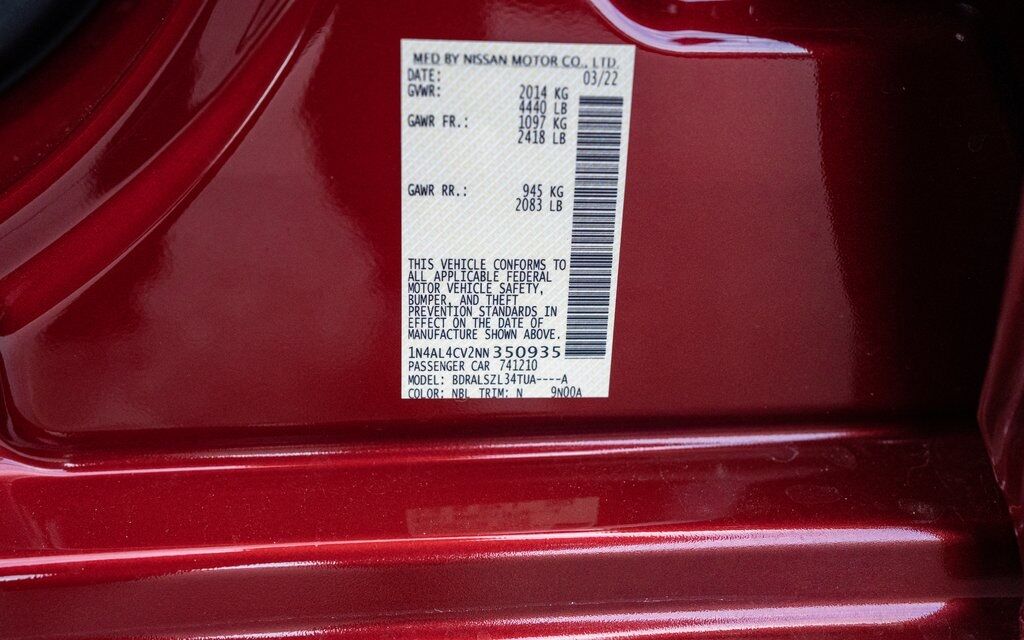 MFD BY NISSAN MOTOR CO., LTD.
DATE: 03/22
GVWR: 2014 KG
4440 LB
GAWR FR.: 1097 KG
2418 LB
GAWR RR.: 945 KG
2083 LB
THIS VEHICLE CONFORMS TO
ALL APPLICABLE FEDERAL
MOTOR VEHICLE SAFETY,
BUMPER, AND THEFT
PREVENTION STANDARDS IN
EFFECT ON THE DATE OF
MANUFACTURE SHOWN ABOVE.
1N4AL4CV2NN 350935
PASSENGER CAR 741210
MODEL: BDRALSZL34TUA----A
COLOR: NBL TRIM: N 9N00A